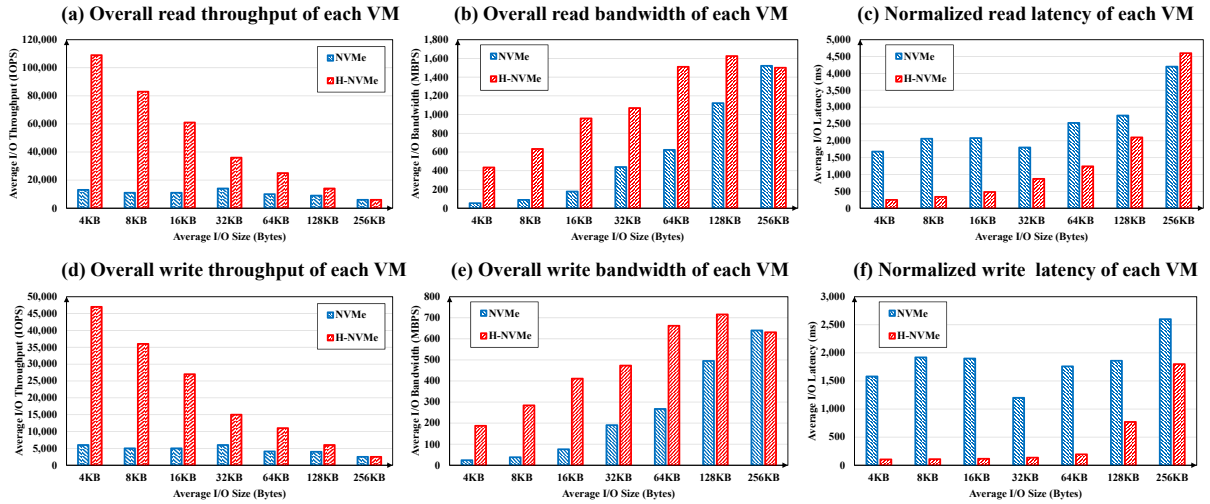 (a) Overall read throughput of each VM
Average I/O Throughput (IOPS)
120,000
100,000
80,000
60,000
40,000
20,000
0
NVMe
H-NVMe
4KB 8KB 16KB 32KB 64KB 128KB 256KB
Average I/O Size (Bytes)
(b) Overall read bandwidth of each VM
Average I/O Bandwidth (MBPS)
1,800
1,600
1,400
1,200
1,000
800
600
400
200
0
NVMe
H-NVMe
4KB 8KB 16KB 32KB 64KB 128KB 256KB
Average I/O Size (Bytes)
(c) Normalized read latency of each VM
Average I/O Latency (ms)
5,000
4,500
4,000
3,500
3,000
2,500
2,000
1,500
1,000
500
0
NVMe
H-NVMe
4KB 8KB 16KB 32KB 64KB 128KB 256KB
Average I/O Size (Bytes)
(d) Overall write throughput of each VM
Average I/O Throughput (IOPS)
50,000
45,000
40,000
35,000
30,000
25,000
20,000
15,000
10,000
5,000
0
NVMe
H-NVMe
4KB 8KB 16KB 32KB 64KB 128KB 256KB
Average I/O Size (Bytes)
(e) Overall write bandwidth of each VM
Average I/O Bandwidth (MBPS)
800
700
600
500
400
300
200
100
0
NVMe
H-NVMe
4KB 8KB 16KB 32KB 64KB 128KB 256KB
Average I/O Size (Bytes)
(f) Normalized write latency of each VM
Average I/O Latency (ms)
3,000
2,500
2,000
1,500
1,000
500
0
NVMe
H-NVMe
4KB 8KB 16KB 32KB 64KB 128KB 256KB
Average I/O Size (Bytes)